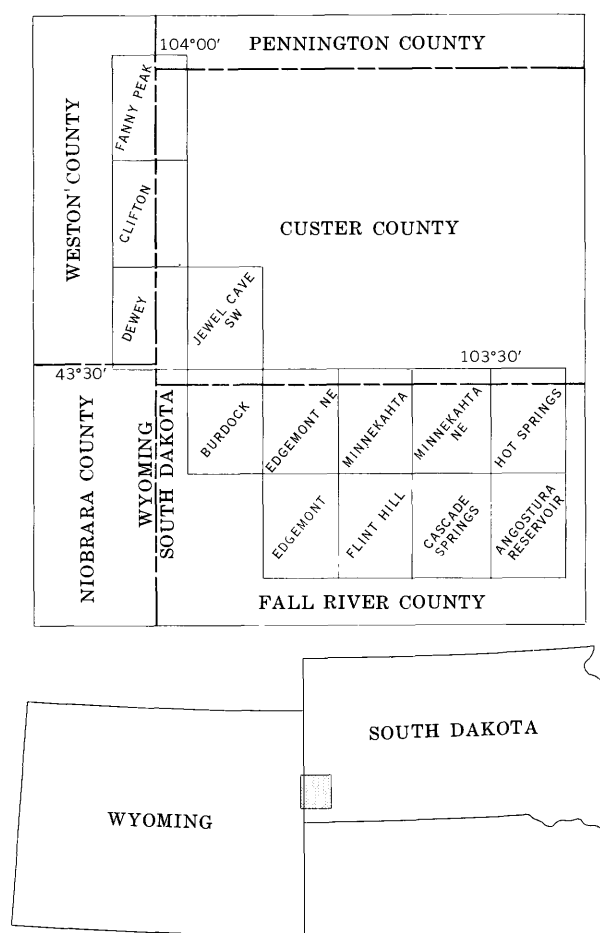 104°00'
PENNINGTON COUNTY
FANNY PEAK
WESTON COUNTY
CLIFTON
CUSTER COUNTY
DEWEY
JEWEL CAVE
SW
43°30'
103°30'
NIOBRARA COUNTY
WYOMING
SOUTH DAKOTA
BURDOCK
EDGEMONT NE
MINNEKAHTA
MINNEKAHTA
NE
HOT SPRINGS
EDGEMONT
FLINT HILL
CASCADE
SPRINGS
ANGOSTURA
RESERVOIR
FALL RIVER COUNTY
SOUTH DAKOTA
WYOMING